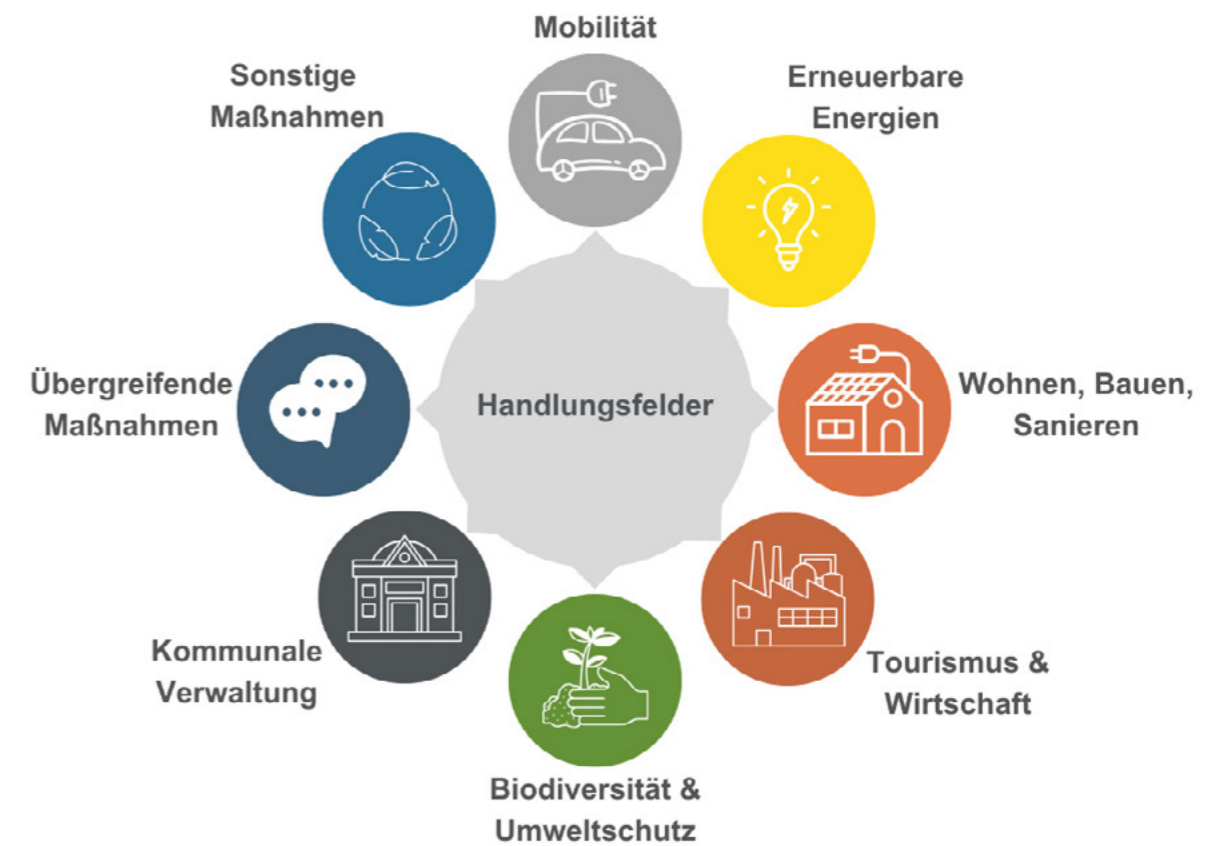 Mobilität
Erneuerbare
Energien
Wohnen, Bauen,
Sanieren
Tourismus &
Wirtschaft
Biodiversität &
Umweltschutz
Kommunale
Verwaltung
Übergreifende
Maßnahmen
Sonstige
Maßnahmen
Handlungsfelder